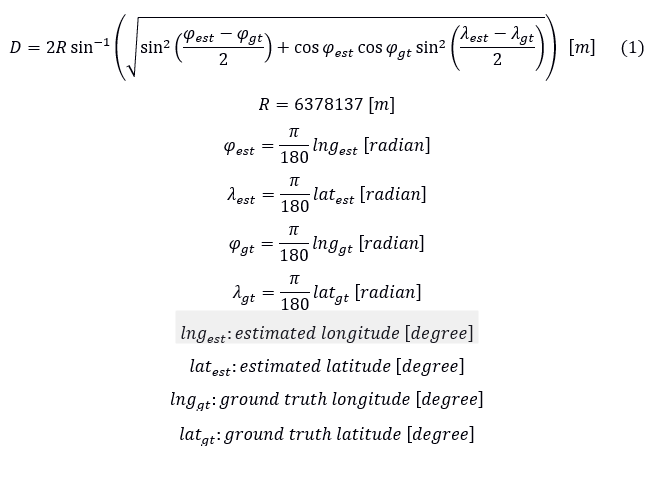 D = 2R sin⁻¹(√(sin²((φ_est − φ_gt)/2) + cos φ_est cos φ_gt sin²((λ_est − λ_gt)/2))) [m] (1)
R = 6378137 [m]
φ_est = π/180 lng_est [radian]
λ_est = π/180 lat_est [radian]
φ_gt = π/180 lng_gt [radian]
λ_gt = π/180 lat_gt [radian]
lng_est: estimated longitude [degree]
lat_est: estimated latitude [degree]
lng_gt: ground truth longitude [degree]
lat_gt: ground truth latitude [degree]